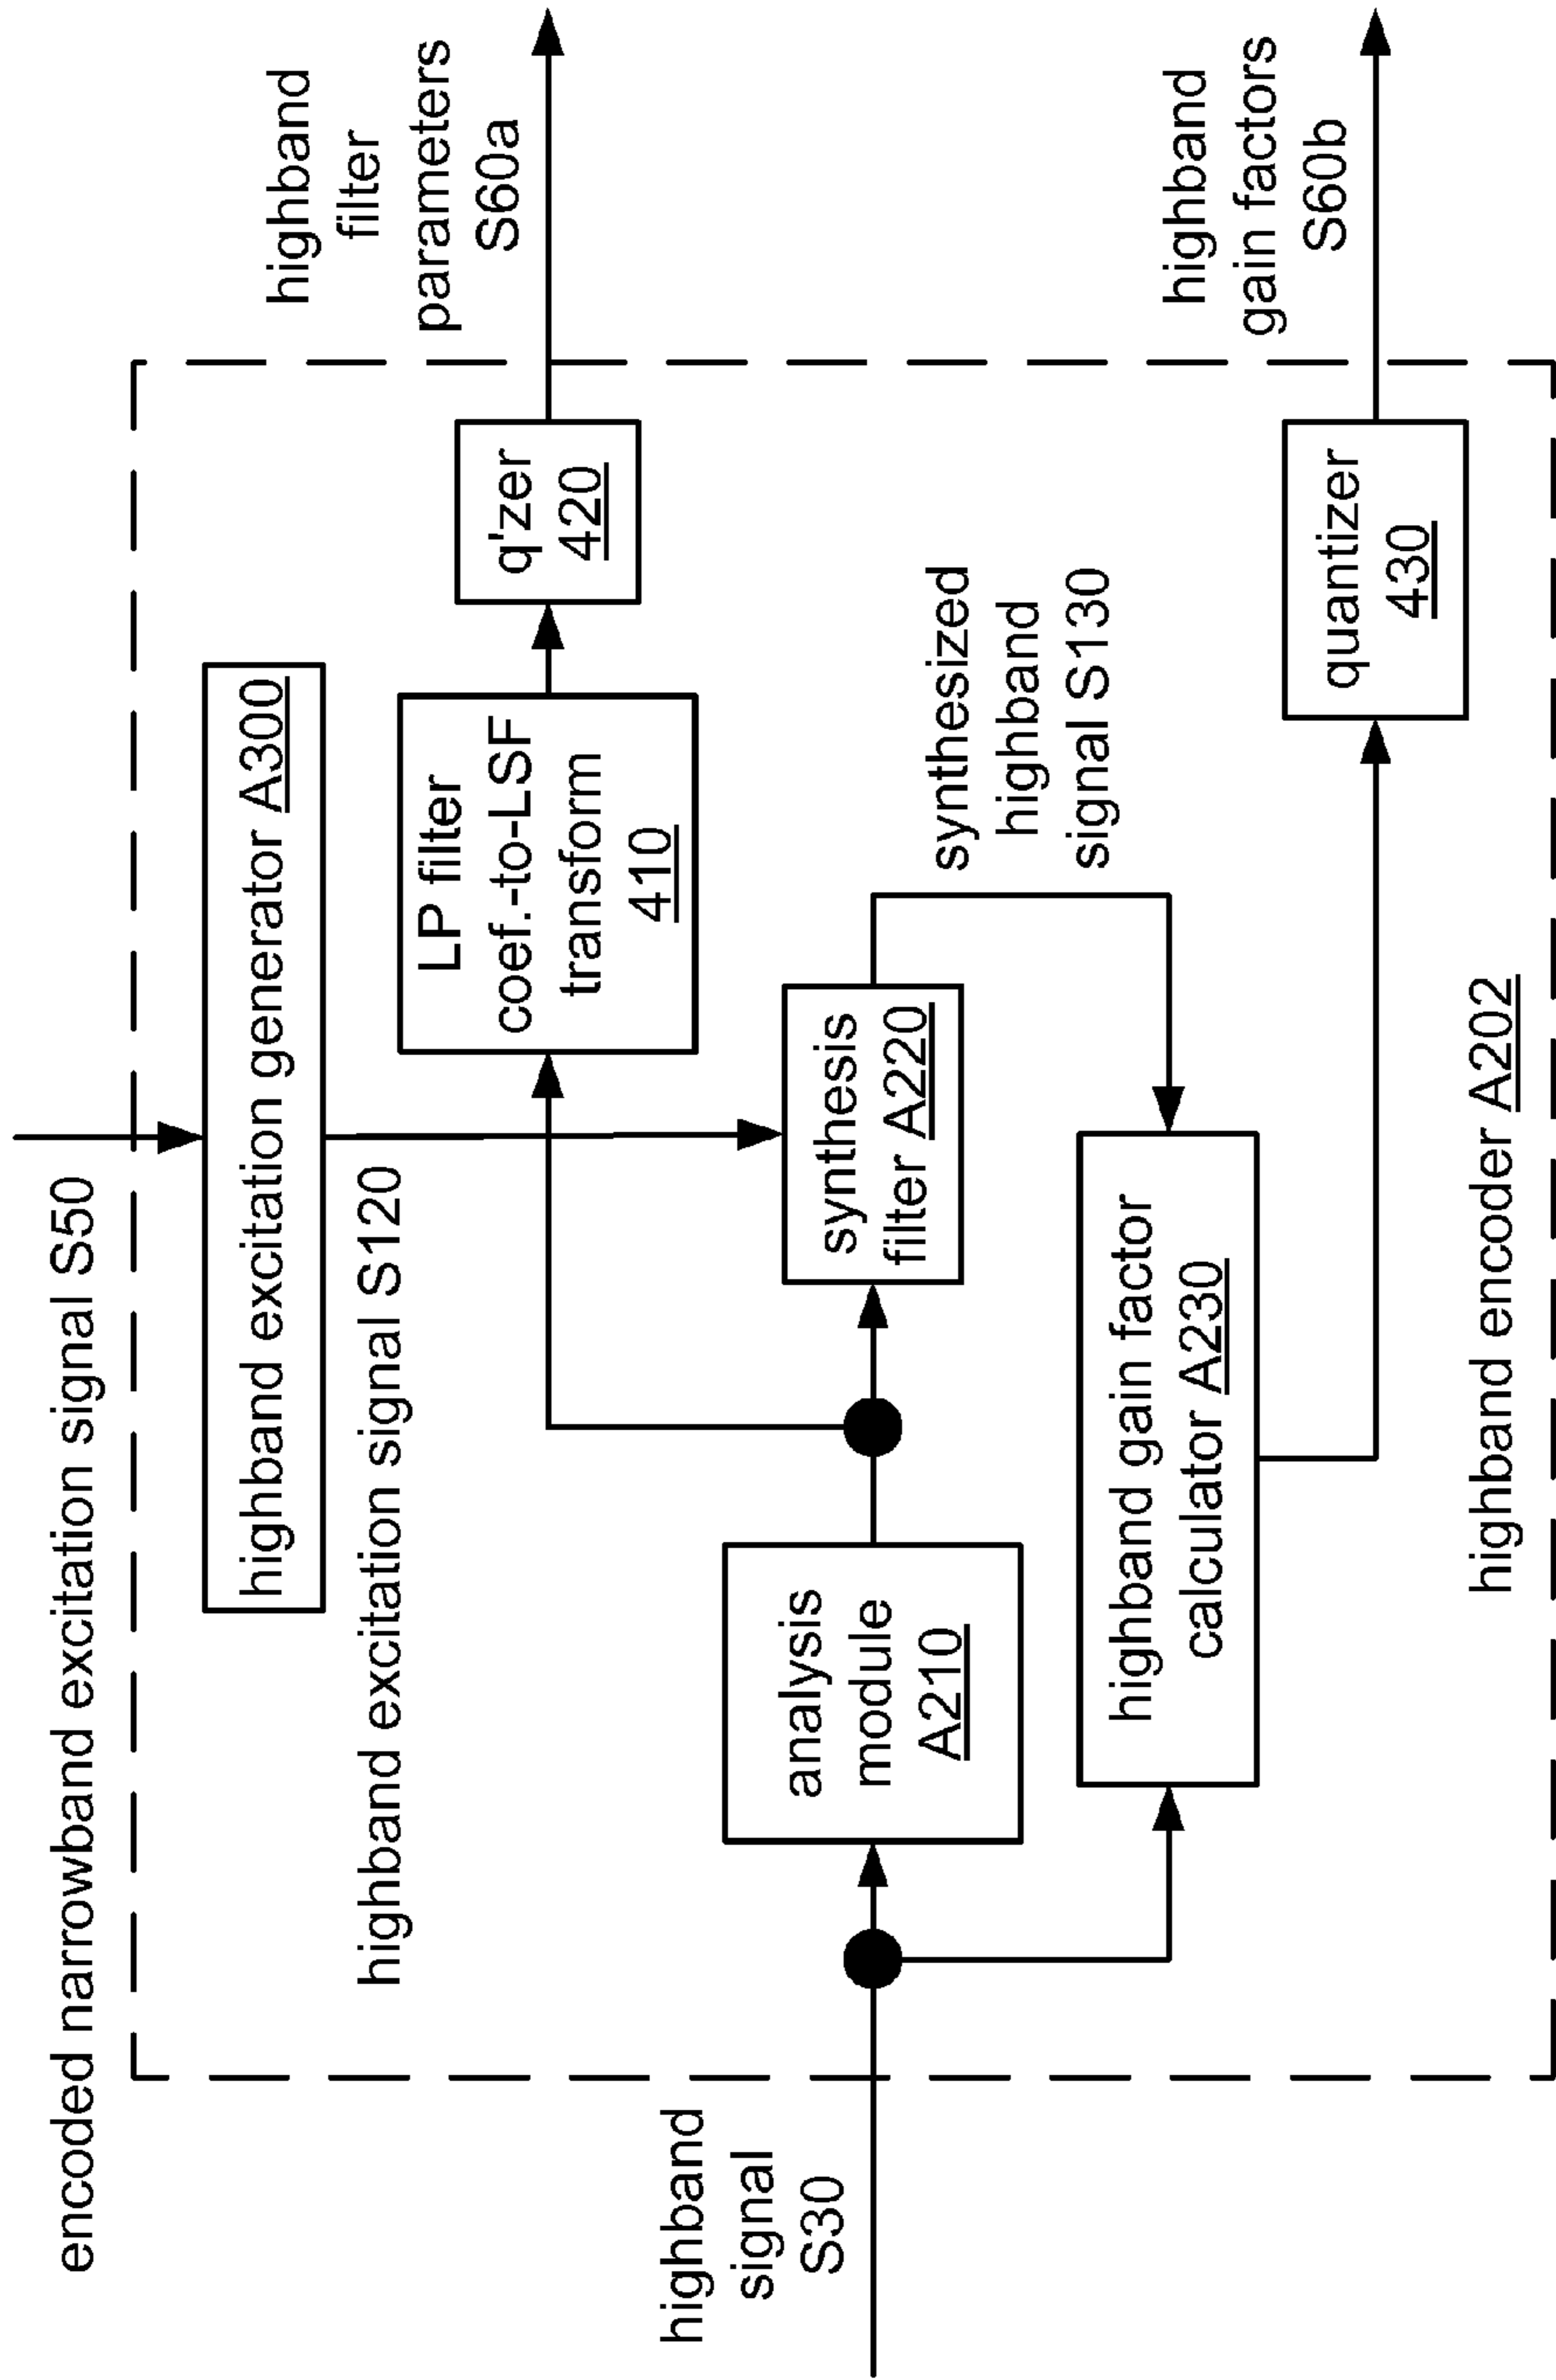 encoded narrowband excitation signal S50
highband excitation generator A300
highband excitation signal S120
highband
filter
parameters
S60a
LP filter
coef.-to-LSF
transform
410
q'zer
420
highband
signal
S30
analysis
module
A210
synthesis
filter A220
synthesized
highband
signal S130
highband gain factor
calculator A230
quantizer
430
highband
gain factors
S60b
highband encoder A202